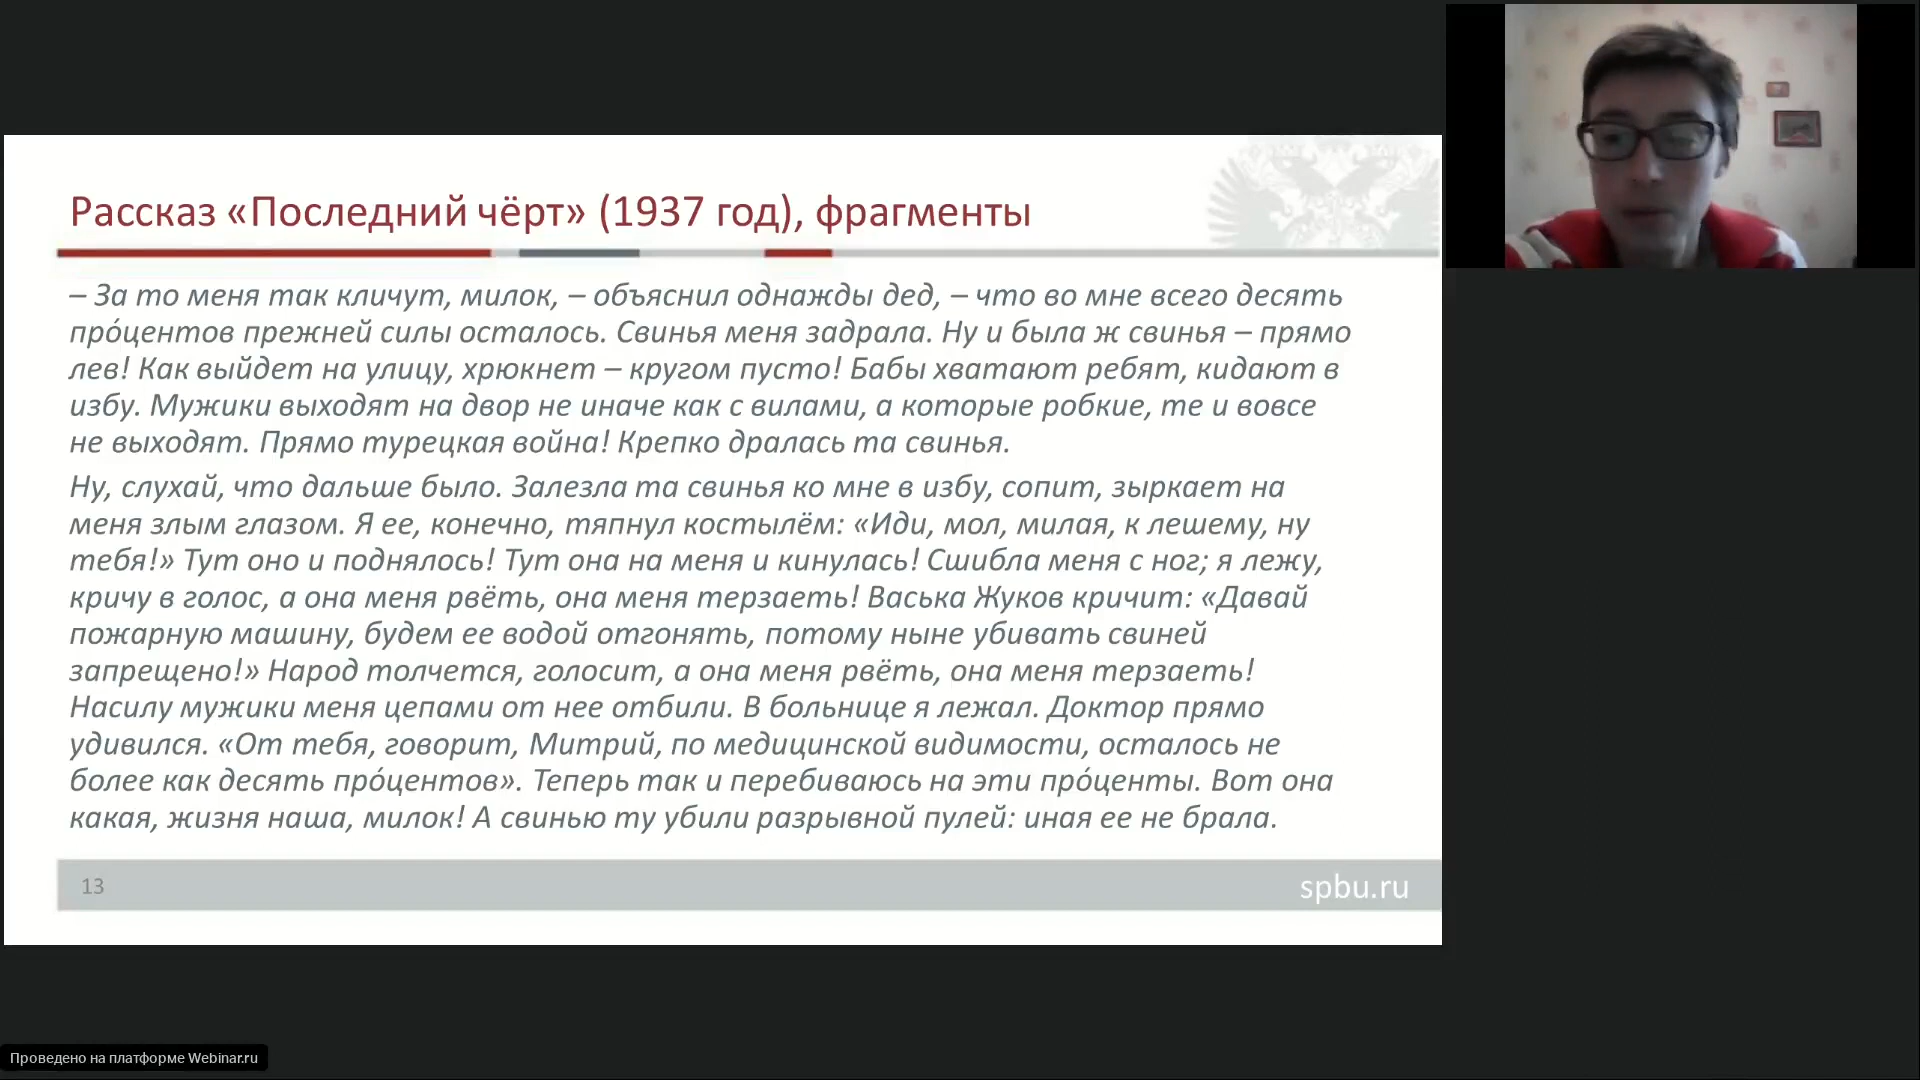 Рассказ «Последний чёрт» (1937 год), фрагменты
– За то меня так кличут, милок, – объяснил однажды дед, – что во мне всего десять
про́центов прежней силы осталось. Свинья меня задрала. Ну и была ж свинья – прямо
лев! Как выйдет на улицу, хрюкнет – кругом пусто! Бабы хватают ребят, кидают в
избу. Мужики выходят на двор не иначе как с вилами, а которые робкие, те и вовсе
не выходят. Прямо турецкая война! Крепко дралась та свинья.
Ну, слухай, что дальше было. Залезла та свинья ко мне в избу, сопит, зыркает на
меня злым глазом. Я ее, конечно, тяпнул костылём: «Иди, мол, милая, к лешему, ну
тебя!» Тут оно и поднялось! Тут она на меня и кинулась! Сшибла меня с ног; я лежу,
кричу в голос, а она меня рвёть, она меня терзаеть! Васька Жуков кричит: «Давай
пожарную машину, будем ее водой отгонять, потому ныне убивать свиней
запрещено!» Народ толчется, голосит, а она меня рвёть, она меня терзаеть!
Насилу мужики меня цепами от нее отбили. В больнице я лежал. Доктор прямо
удивился. «От тебя, говорит, Митрий, по медицинской видимости, осталось не
более как десять про́центов». Теперь так и перебиваюсь на эти про́центы. Вот она
какая, жизня наша, милок! А свинью ту убили разрывной пулей: иная ее не брала.
13
spbu.ru
Проведено на платформе Webinar.ru